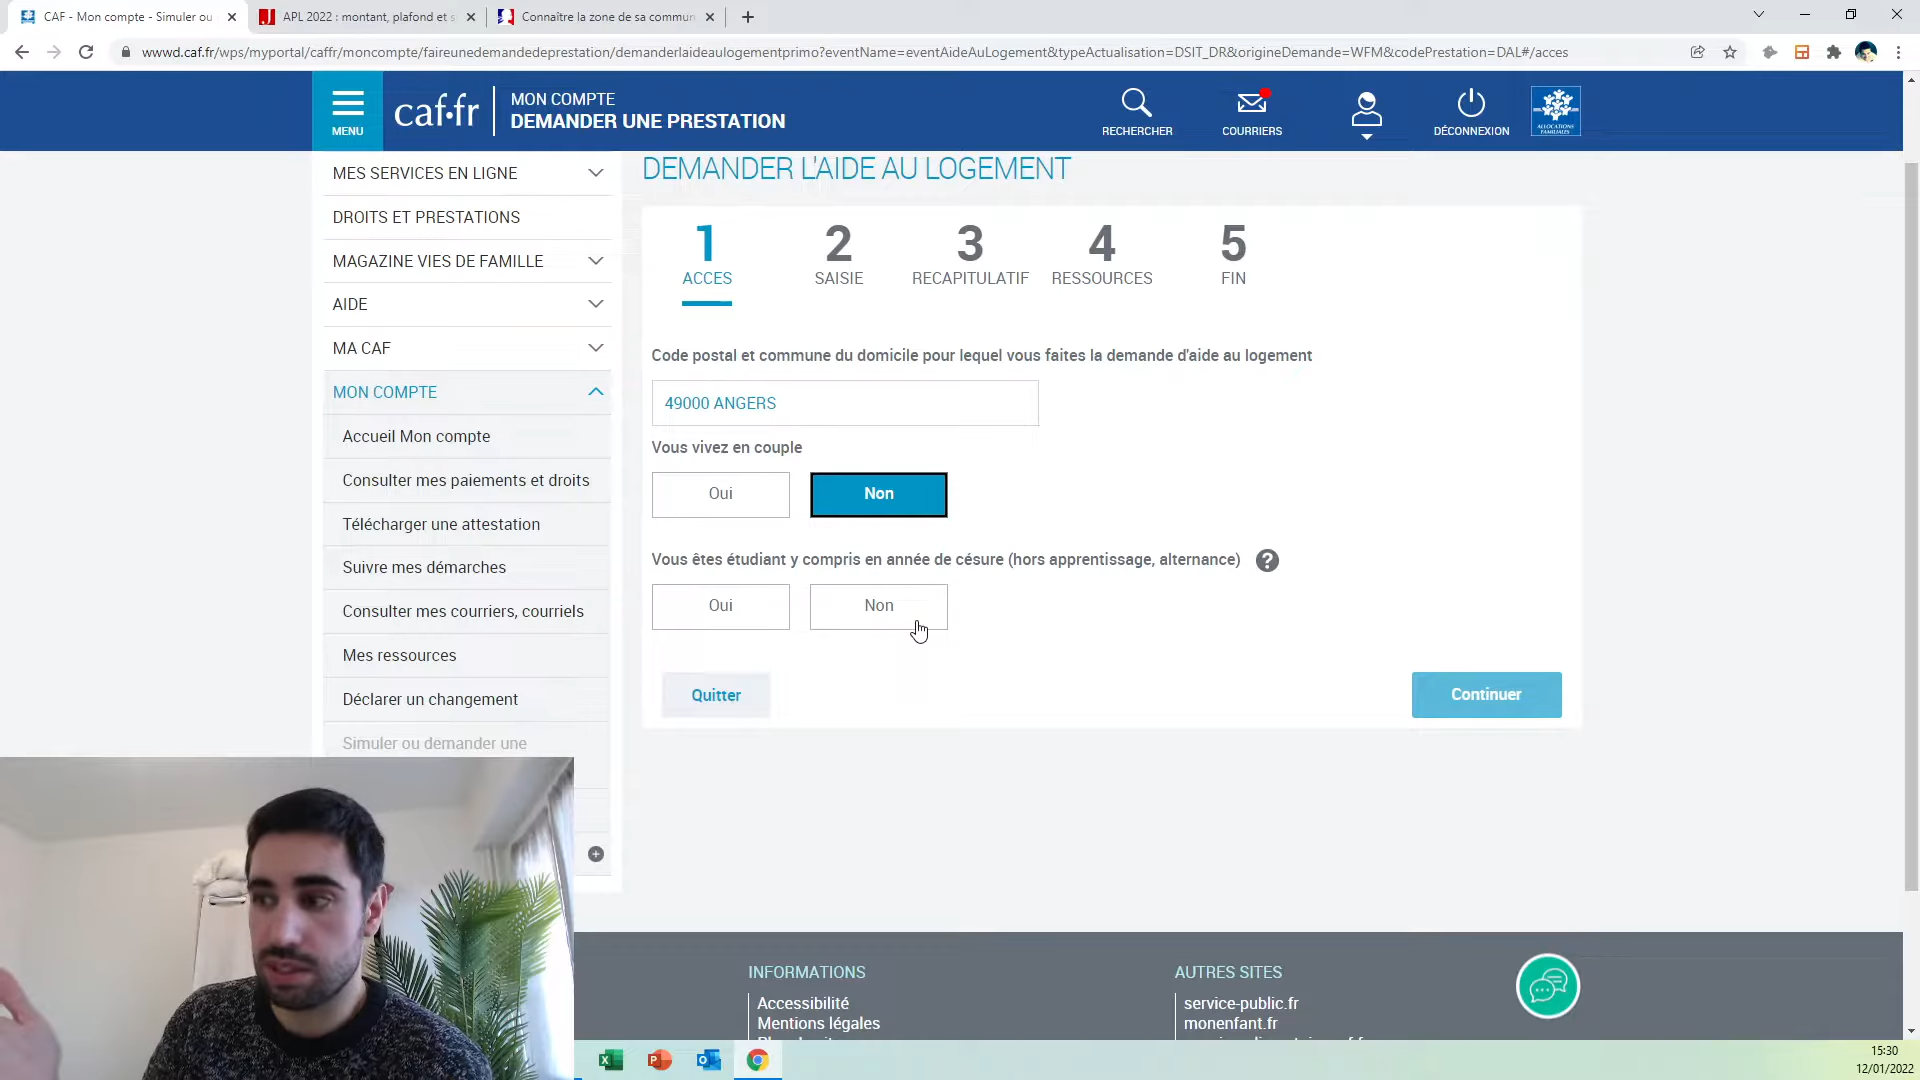 CAF - Mon compte - Simuler ou
APL 2022 : montant, plafond et s
Connaître la zone de sa commun
wwwd.caf.fr/wps/myportal/caffr/moncompte/faireunedemandedeprestation/demanderlaideaulogementprimo?eventName=eventAideAuLogement&typeActualisation=DSIT_DR&origineDemande=WFM&codePrestation=DAL#/acces
MENU
caf.fr
MON COMPTE
DEMANDER UNE PRESTATION
RECHERCHER
COURRIERS
DÉCONNEXION
ALLOCATIONS
FAMILIALES
MES SERVICES EN LIGNE
DROITS ET PRESTATIONS
MAGAZINE VIES DE FAMILLE
AIDE
MA CAF
MON COMPTE
Accueil Mon compte
Consulter mes paiements et droits
Télécharger une attestation
Suivre mes démarches
Consulter mes courriers, courriels
Mes ressources
Déclarer un changement
Simuler ou demander une
DEMANDER L'AIDE AU LOGEMENT
1 2 3 4 5
ACCES SAISIE RECAPITULATIF RESSOURCES FIN
Code postal et commune du domicile pour lequel vous faites la demande d'aide au logement
49000 ANGERS
Vous vivez en couple
Oui Non
Vous êtes étudiant y compris en année de césure (hors apprentissage, alternance) ?
Oui Non
Quitter Continuer
INFORMATIONS
Accessibilité
Mentions légales
AUTRES SITES
service-public.fr
monenfant.fr
15:30
12/01/2022